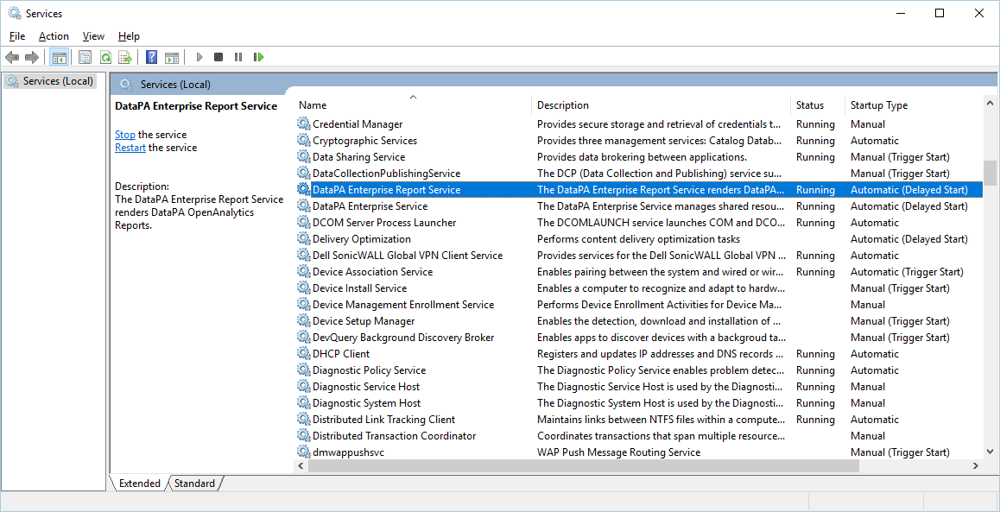 Services
File Action View Help
Services (Local)
Services (Local)
DataPA Enterprise Report Service
Stop the service
Restart the service
Description:
The DataPA Enterprise Report Service
renders DataPA OpenAnalytics
Reports.
Name Description Status Startup Type
Credential Manager Provides secure storage and retrieval of credentials t... Running Manual
Cryptographic Services Provides three management services: Catalog Datab... Running Automatic
Data Sharing Service Provides data brokering between applications. Running Manual (Trigger Start)
DataCollectionPublishingService The DCP (Data Collection and Publishing) service su... Manual (Trigger Start)
DataPA Enterprise Report Service The DataPA Enterprise Report Service renders DataPA... Running Automatic (Delayed Start)
DataPA Enterprise Service The DataPA Enterprise Service manages shared resou... Running Automatic (Delayed Start)
DCOM Server Process Launcher The DCOMLAUNCH service launches COM and DCO... Running Automatic
Delivery Optimization Performs content delivery optimization tasks Automatic (Delayed Start)
Dell SonicWALL Global VPN Client Service Provides services for the Dell SonicWALL Global VPN ... Running Automatic
Device Association Service Enables pairing between the system and wired or wir... Running Automatic (Trigger Start)
Device Install Service Enables a computer to recognize and adapt to hardw... Manual (Trigger Start)
Device Management Enrollment Service Performs Device Enrollment Activities for Device Ma... Manual
Device Setup Manager Enables the detection, download and installation of ... Manual (Trigger Start)
DevQuery Background Discovery Broker Enables apps to discover devices with a backgroud ta... Manual (Trigger Start)
DHCP Client Registers and updates IP addresses and DNS records ... Running Automatic
Diagnostic Policy Service The Diagnostic Policy Service enables problem detec... Running Automatic
Diagnostic Service Host The Diagnostic Service Host is used by the Diagnosti... Running Manual
Diagnostic System Host The Diagnostic System Host is used by the Diagnosti... Running Manual
Distributed Link Tracking Client Maintains links between NTFS files within a compute... Running Automatic
Distributed Transaction Coordinator Coordinates transactions that span multiple resource... Manual
dmwappushsvc WAP Push Message Routing Service Manual (Trigger Start)
Extended Standard